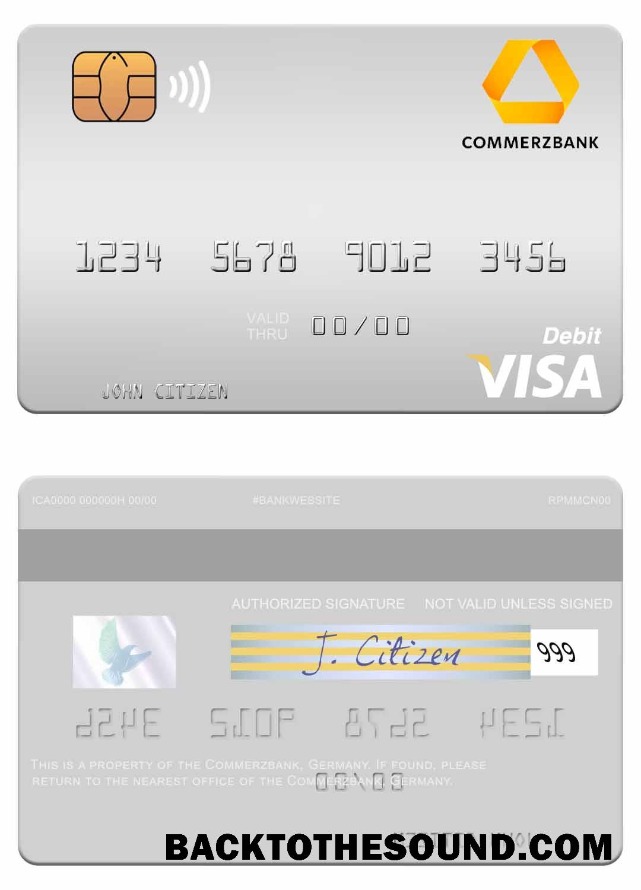 COMMERZBANK
1234 5678 9012 3456
VALID
THRU 00/00
Debit
VISA
JOHN CITIZEN
ICA0000 000000H 00/00 #BANKWEBSITE RPMMCN00
AUTHORIZED SIGNATURE NOT VALID UNLESS SIGNED
J. Citizen 999
THIS IS A PROPERTY OF THE COMMERZBANK, GERMANY. IF FOUND, PLEASE
RETURN TO THE NEAREST OFFICE OF THE COMMERZBANK, GERMANY.
BACKTOTHESOUND.COM